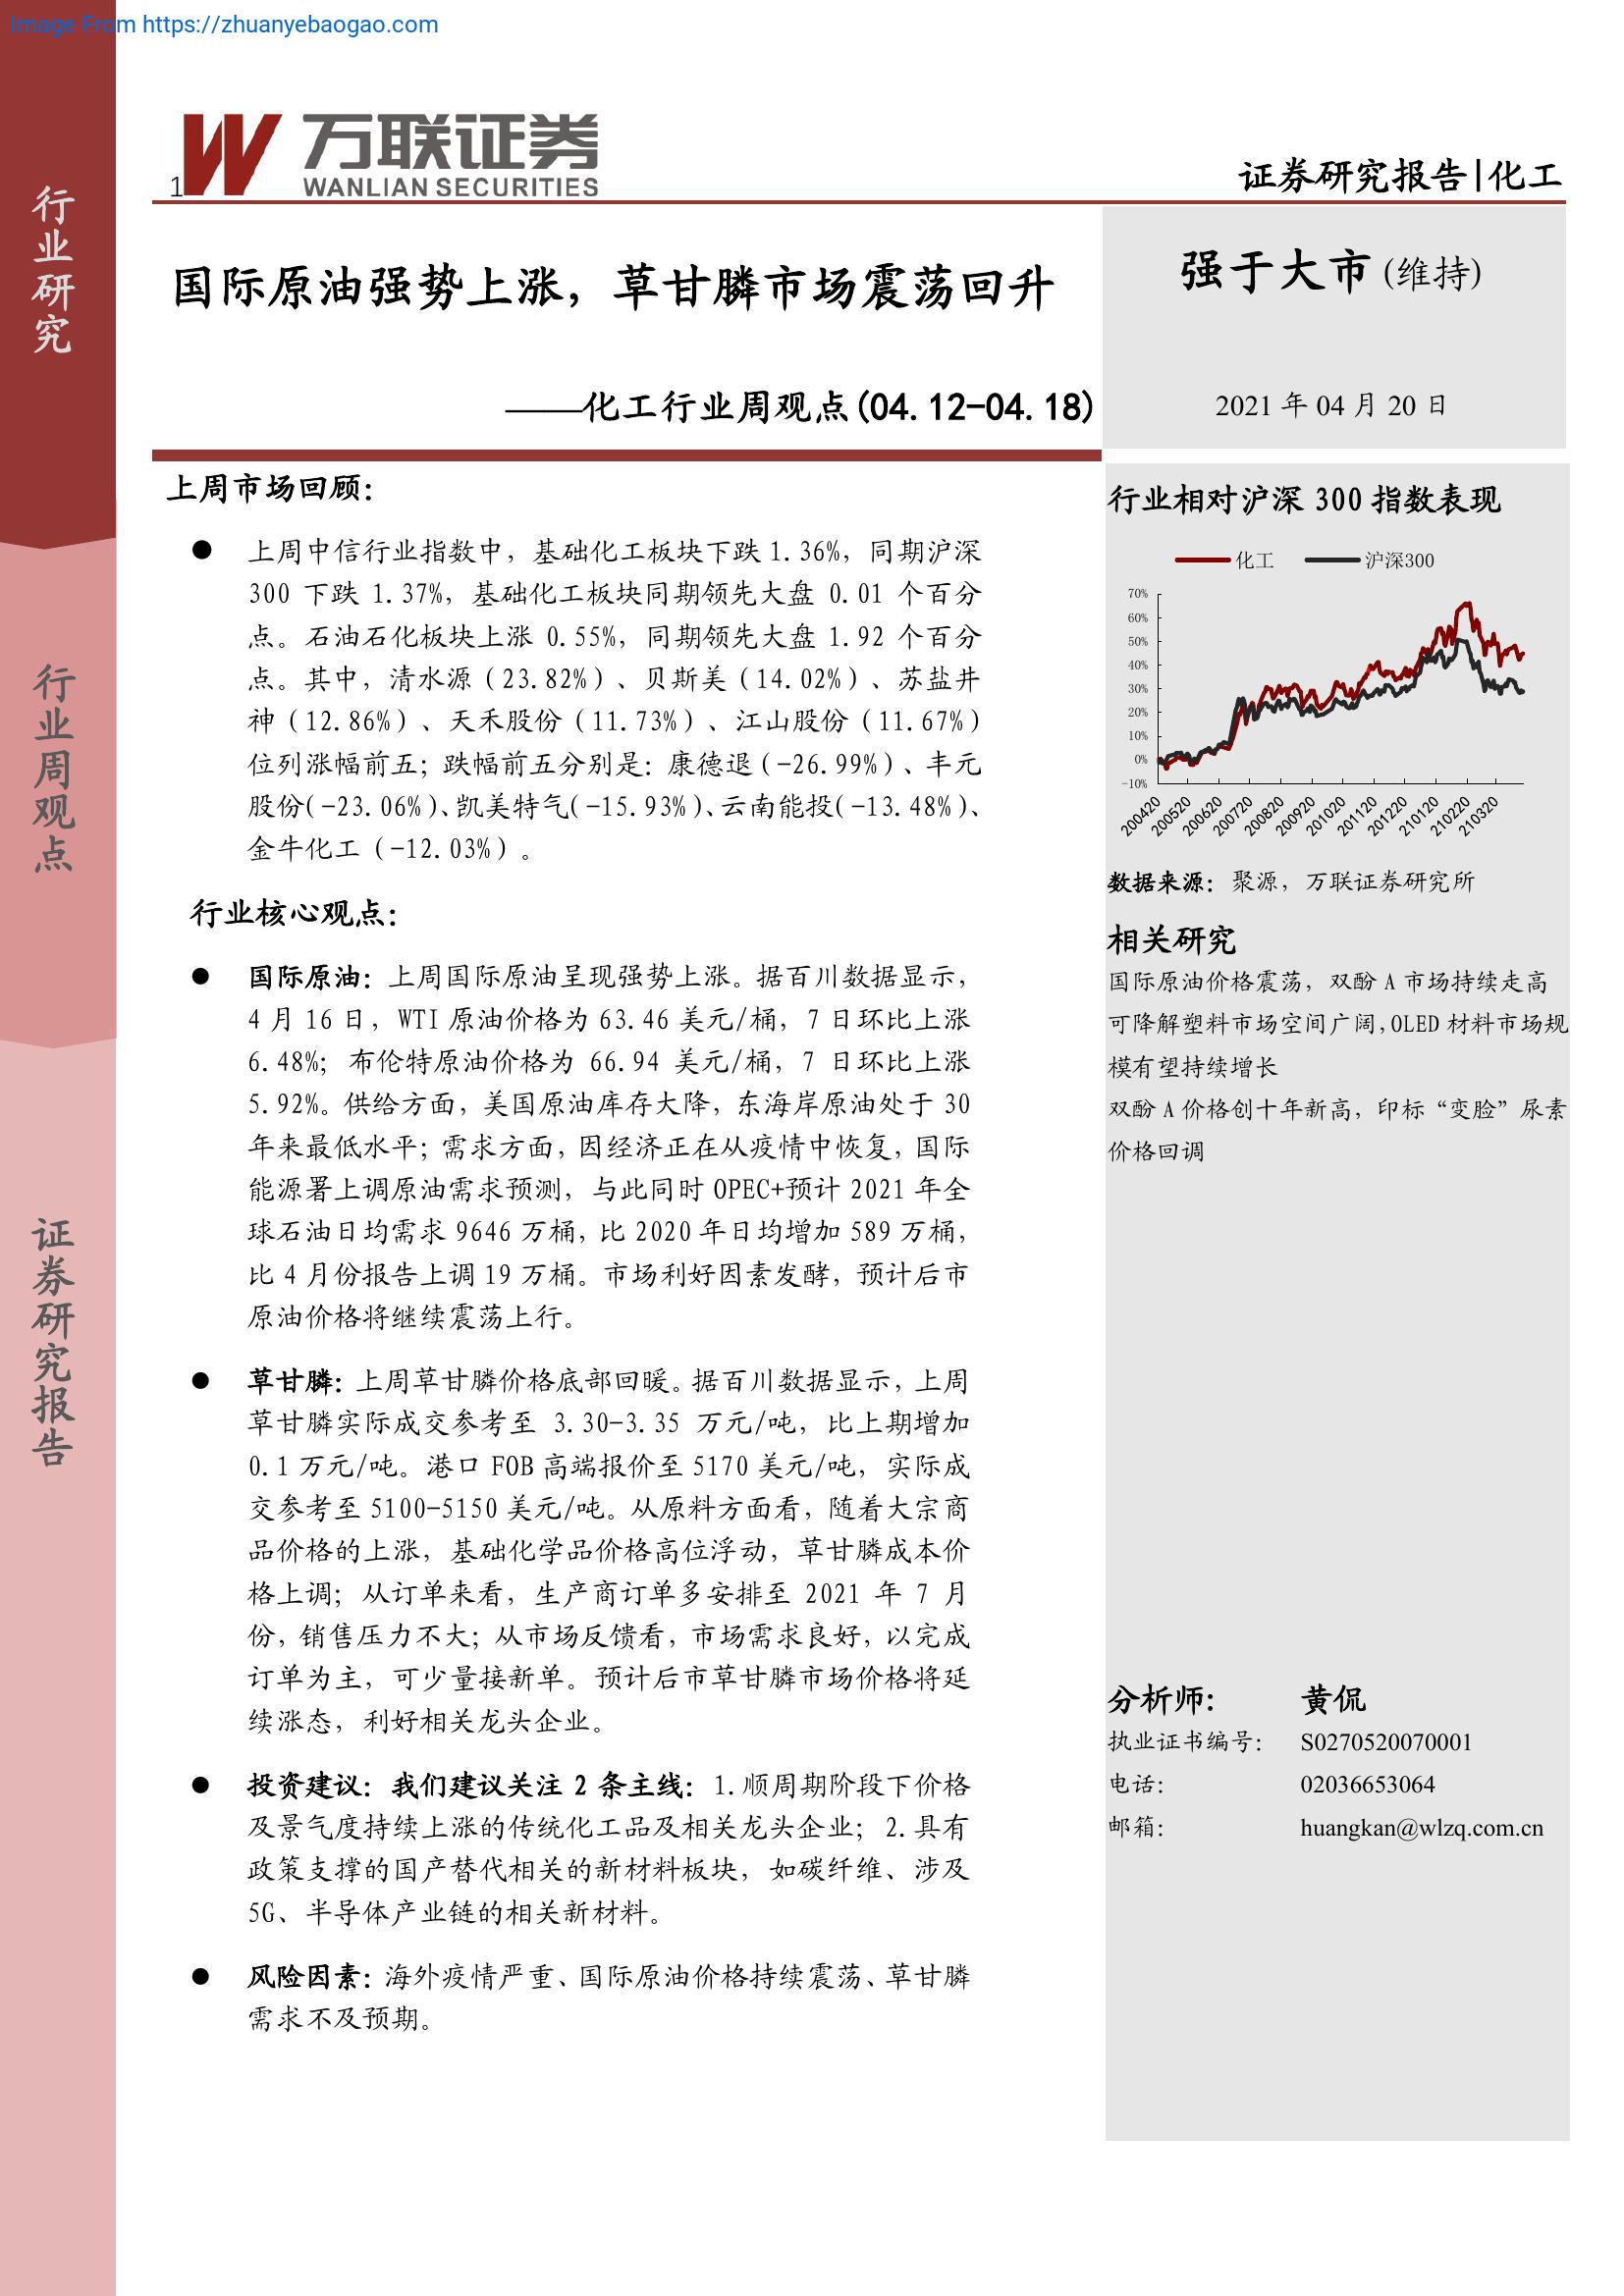 Image From https://zhuanyebaogao.com
行业研究
行业周观点
证券研究报告
万联证券
WANLIAN SECURITIES
1
证券研究报告|化工
国际原油强势上涨，草甘膦市场震荡回升
——化工行业周观点(04.12-04.18)
强于大市(维持)
2021 年 04 月 20 日
上周市场回顾：
● 上周中信行业指数中，基础化工板块下跌 1.36%，同期沪深
300 下跌 1.37%，基础化工板块同期领先大盘 0.01 个百分
点。石油石化板块上涨 0.55%，同期领先大盘 1.92 个百分
点。其中，清水源（23.82%）、贝斯美（14.02%）、苏盐井
神（12.86%）、天禾股份（11.73%）、江山股份（11.67%）
位列涨幅前五；跌幅前五分别是：康德退（-26.99%）、丰元
股份(-23.06%)、凯美特气(-15.93%)、云南能投(-13.48%)、
金牛化工（-12.03%）。
行业核心观点：
● 国际原油：上周国际原油呈现强势上涨。据百川数据显示，
4 月 16 日，WTI 原油价格为 63.46 美元/桶，7 日环比上涨
6.48%；布伦特原油价格为 66.94 美元/桶，7 日环比上涨
5.92%。供给方面，美国原油库存大降，东海岸原油处于 30
年来最低水平；需求方面，因经济正在从疫情中恢复，国际
能源署上调原油需求预测，与此同时 OPEC+预计 2021 年全
球石油日均需求 9646 万桶，比 2020 年日均增加 589 万桶，
比 4 月份报告上调 19 万桶。市场利好因素发酵，预计后市
原油价格将继续震荡上行。
● 草甘膦：上周草甘膦价格底部回暖。据百川数据显示，上周
草甘膦实际成交参考至 3.30-3.35 万元/吨，比上期增加
0.1 万元/吨。港口 FOB 高端报价至 5170 美元/吨，实际成
交参考至 5100-5150 美元/吨。从原料方面看，随着大宗商
品价格的上涨，基础化学品价格高位浮动，草甘膦成本价
格上调；从订单来看，生产商订单多安排至 2021 年 7 月
份，销售压力不大；从市场反馈看，市场需求良好，以完成
订单为主，可少量接新单。预计后市草甘膦市场价格将延
续涨态，利好相关龙头企业。
● 投资建议：我们建议关注 2 条主线：1.顺周期阶段下价格
及景气度持续上涨的传统化工品及相关龙头企业；2.具有
政策支撑的国产替代相关的新材料板块，如碳纤维、涉及
5G、半导体产业链的相关新材料。
● 风险因素：海外疫情严重、国际原油价格持续震荡、草甘膦
需求不及预期。
行业相对沪深 300 指数表现
化工 沪深300
70%
60%
50%
40%
30%
20%
10%
0%
-10%
200420 200520 200620 200720 200820 200920 201020 201120 201220 210120 210220 210320
数据来源：聚源，万联证券研究所
相关研究
国际原油价格震荡，双酚 A 市场持续走高
可降解塑料市场空间广阔,OLED 材料市场规
模有望持续增长
双酚 A 价格创十年新高，印标“变脸”尿素
价格回调
分析师: 黄侃
执业证书编号: S0270520070001
电话: 02036653064
邮箱: huangkan@wlzq.com.cn